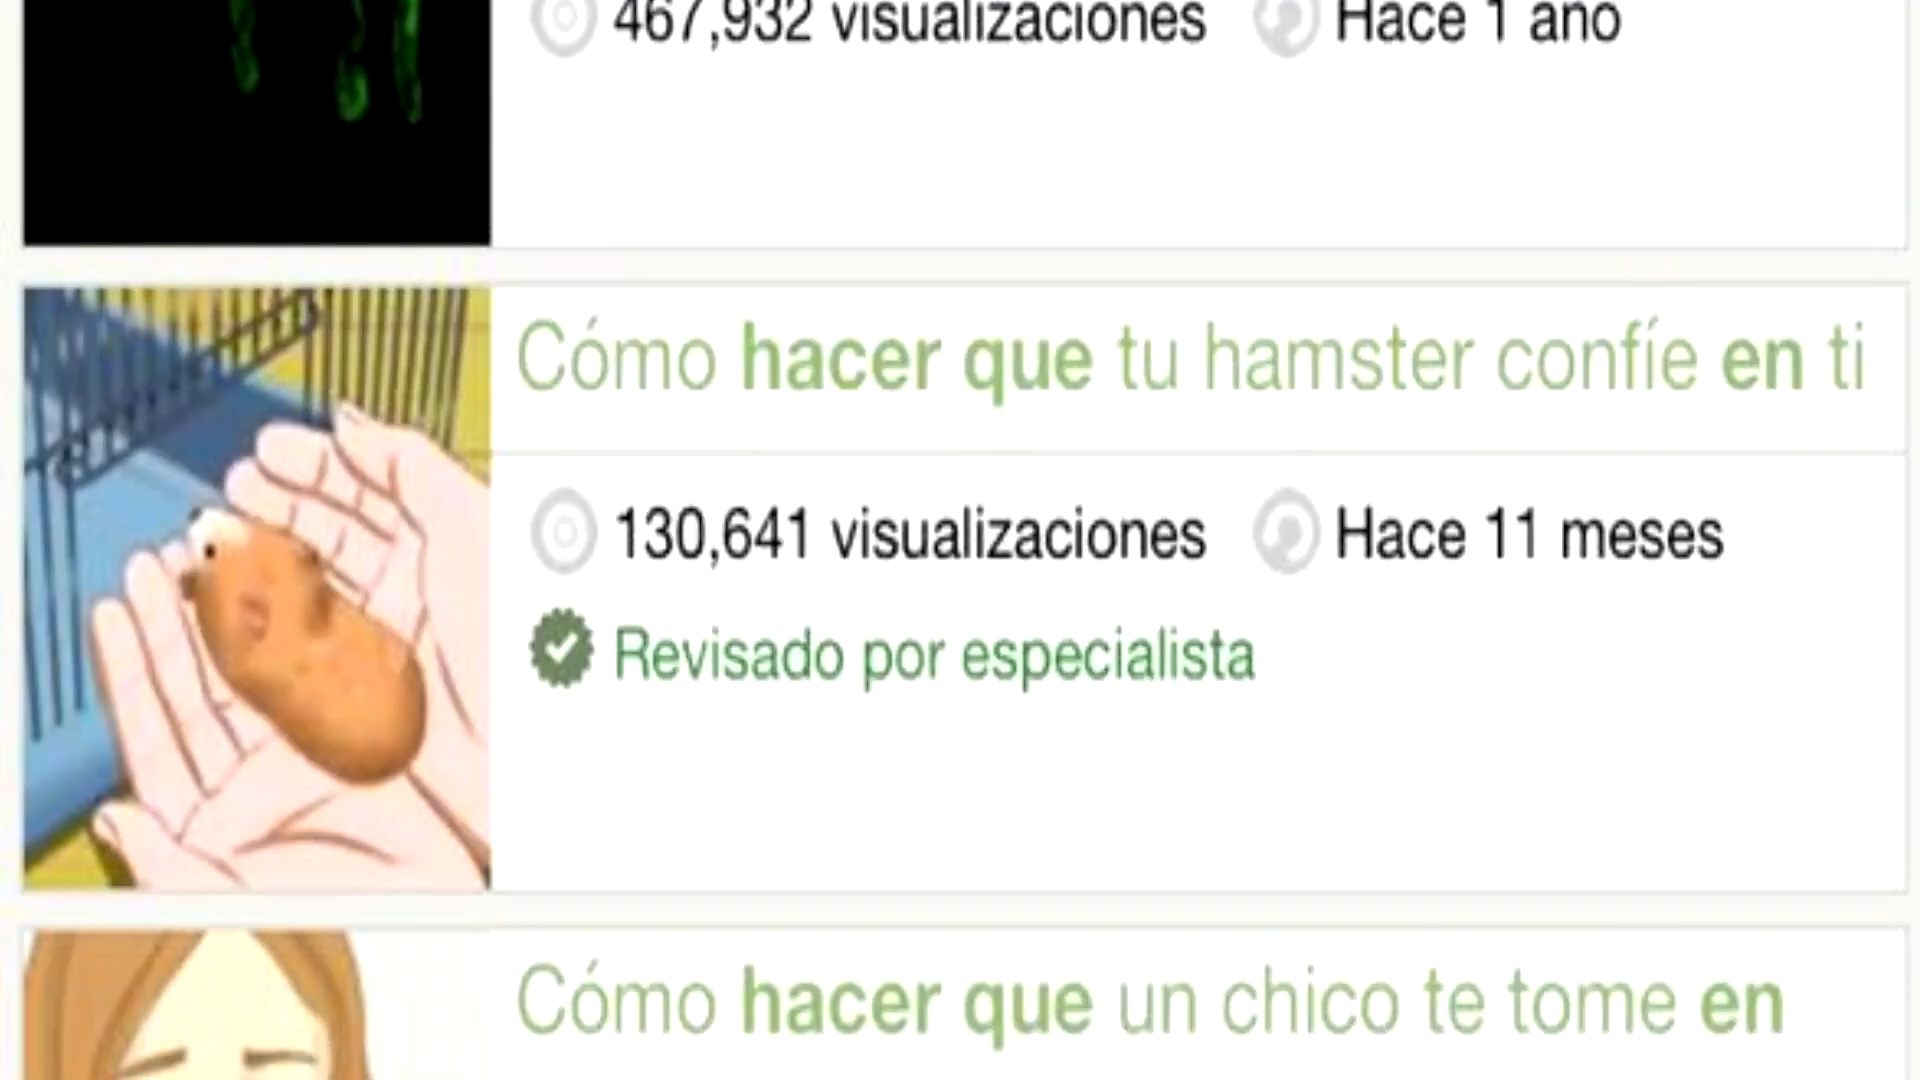 467,932 visualizaciones Hace 1 año
Cómo hacer que tu hamster confíe en ti
130,641 visualizaciones Hace 11 meses
Revisado por especialista
Cómo hacer que un chico te tome en